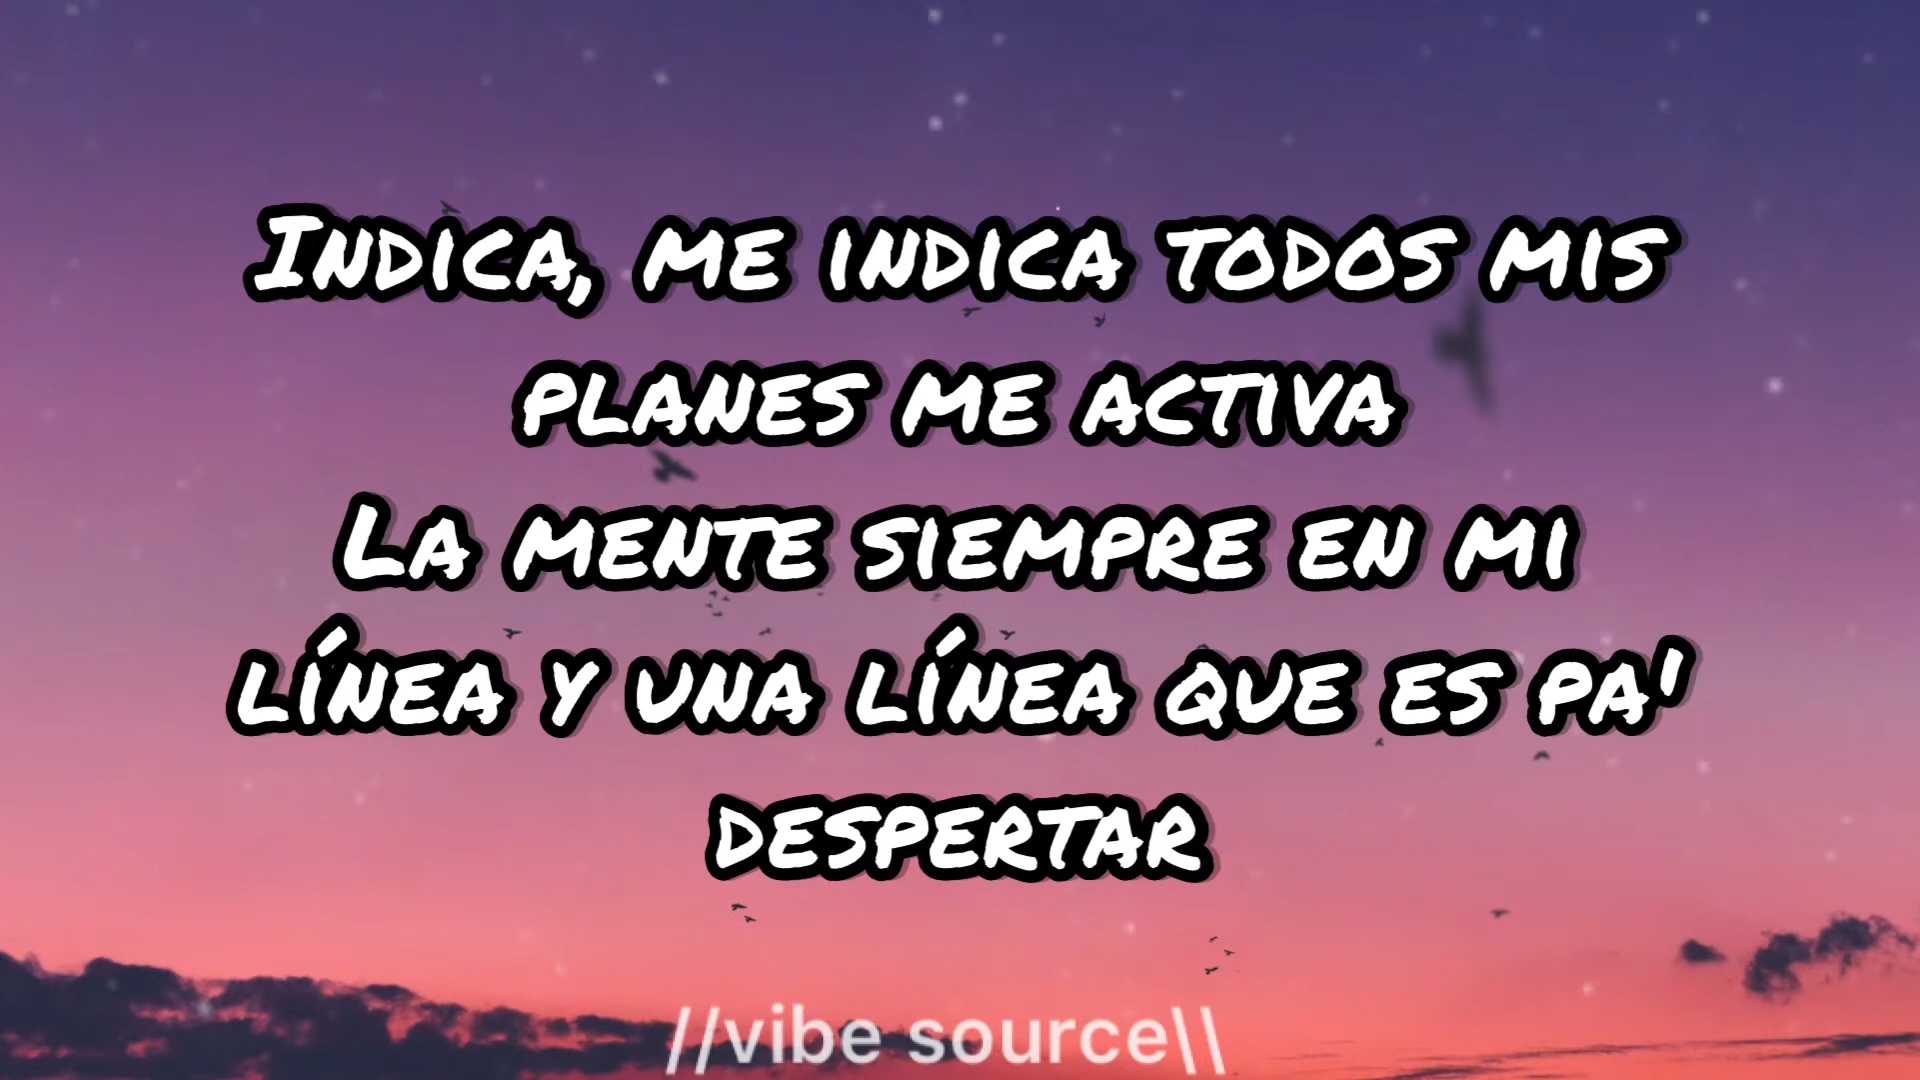 Indica, me indica todos mis
planes me activa
La mente siempre en mi
línea y una línea que es pa'
despertar
//vibe source\\